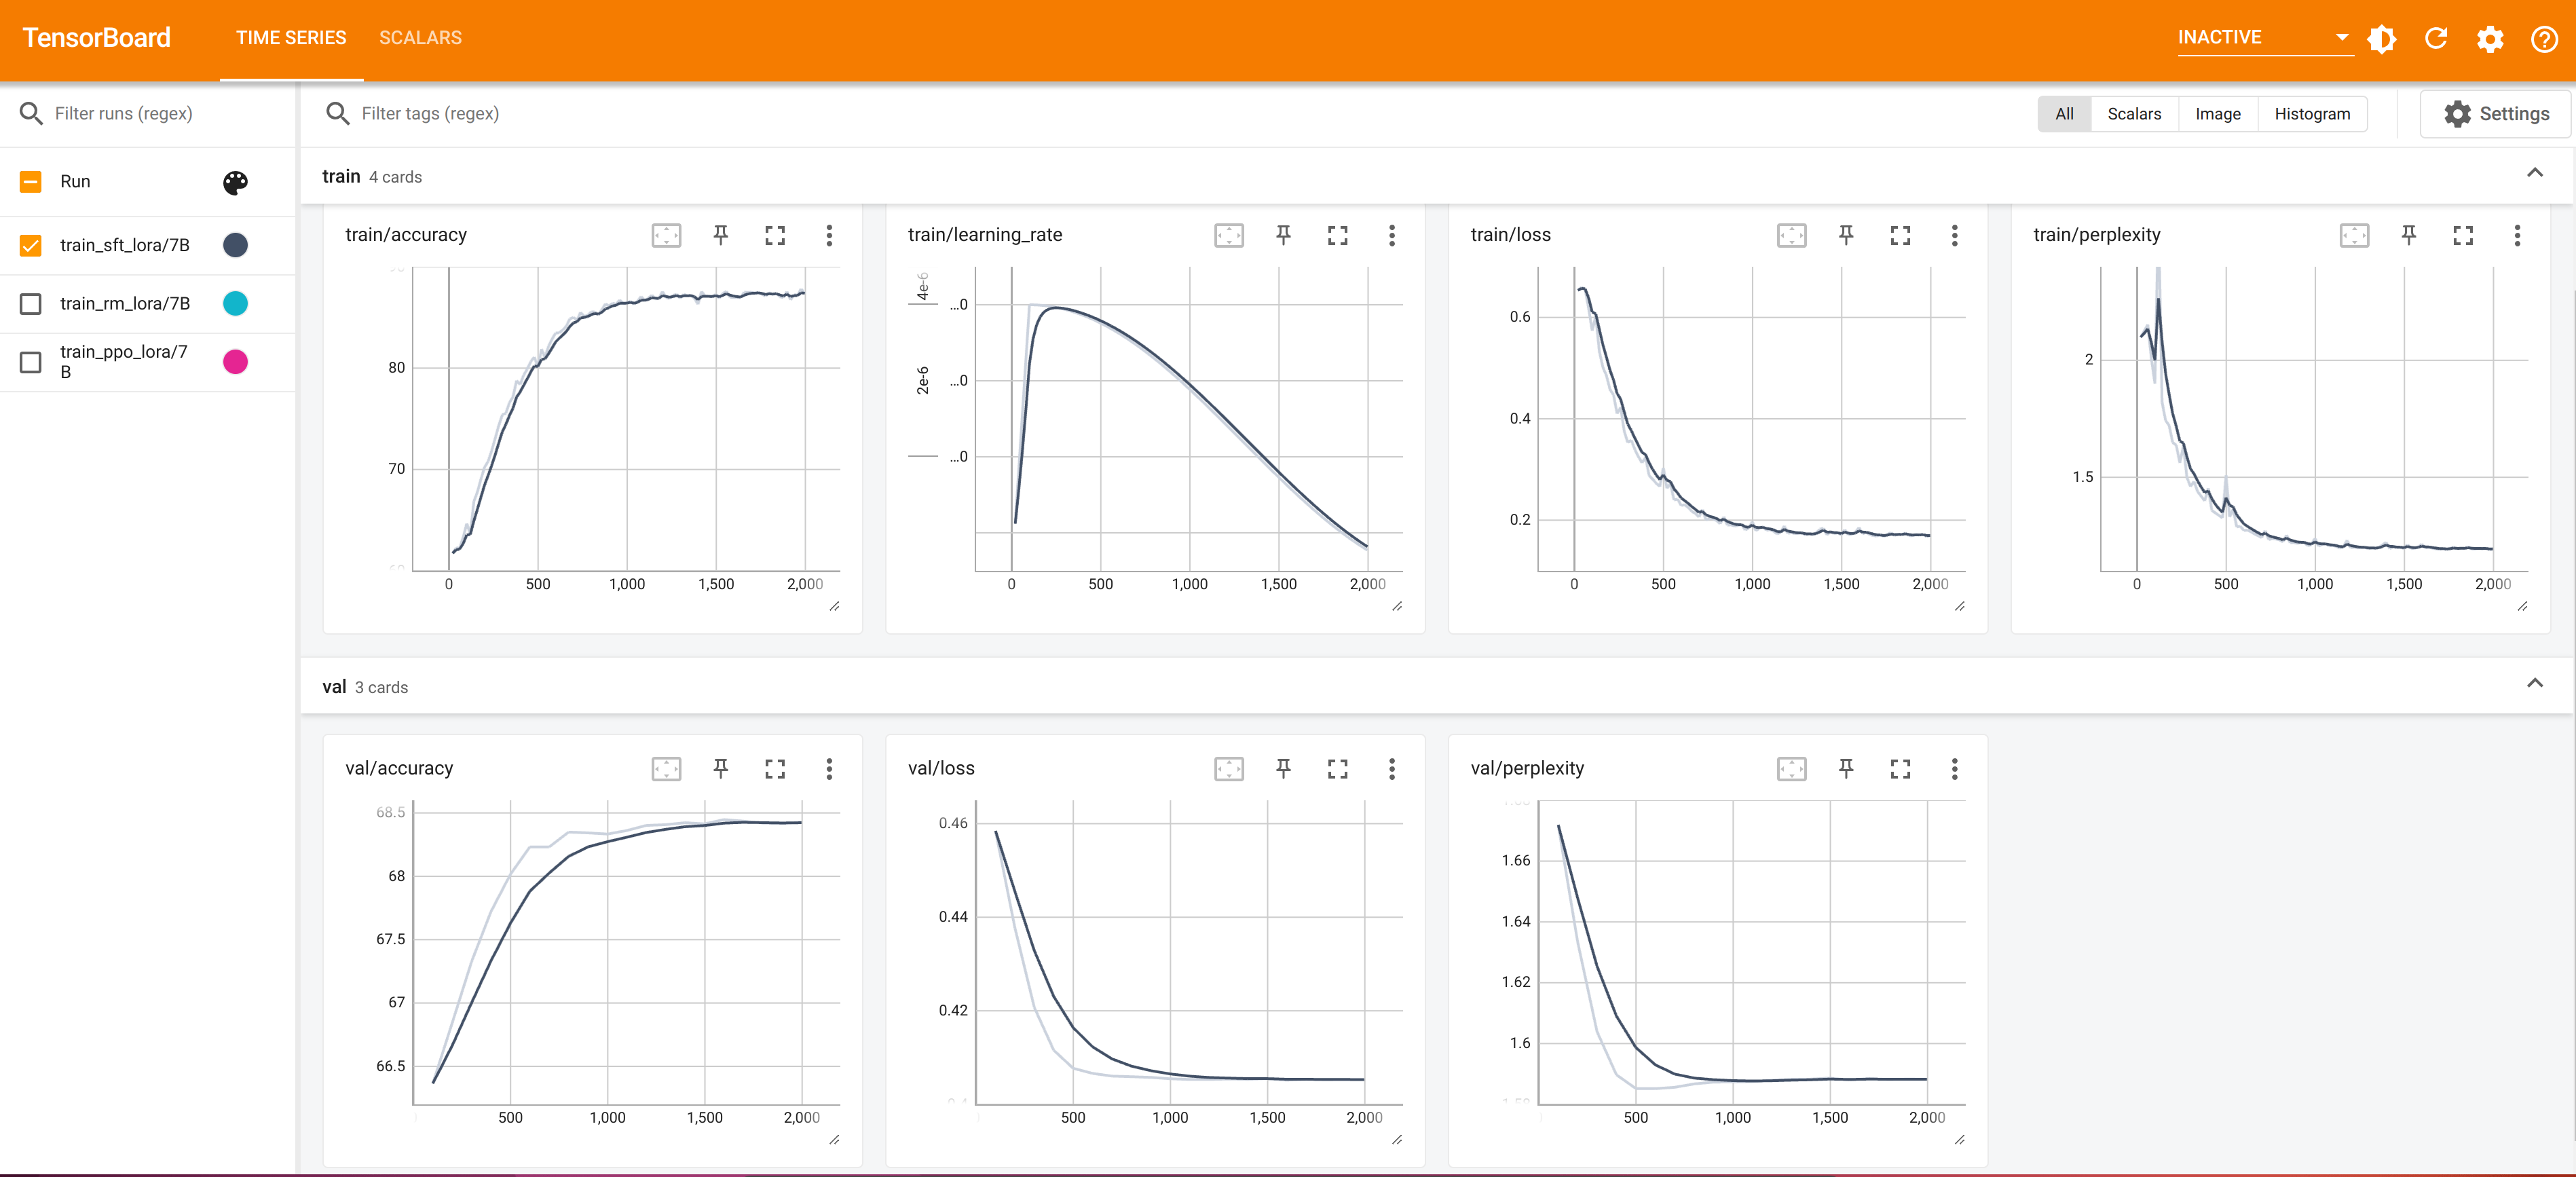 TensorBoard
TIME SERIES
SCALARS
INACTIVE
Filter runs (regex)
Filter tags (regex)
All
Scalars
Image
Histogram
Settings
Run
train_sft_lora/7B
train_rm_lora/7B
train_ppo_lora/7
B
train 4 cards
train/accuracy
80
70
60
0
500
1,000
1,500
2,000
train/learning_rate
4e-6
2e-6
...0
...0
...0
0
500
1,000
1,500
2,000
train/loss
0.6
0.4
0.2
0
500
1,000
1,500
2,000
train/perplexity
2
1.5
0
500
1,000
1,500
2,000
val 3 cards
val/accuracy
68.5
68
67.5
67
66.5
500
1,000
1,500
2,000
val/loss
0.46
0.44
0.42
500
1,000
1,500
2,000
val/perplexity
1.66
1.64
1.62
1.6
500
1,000
1,500
2,000